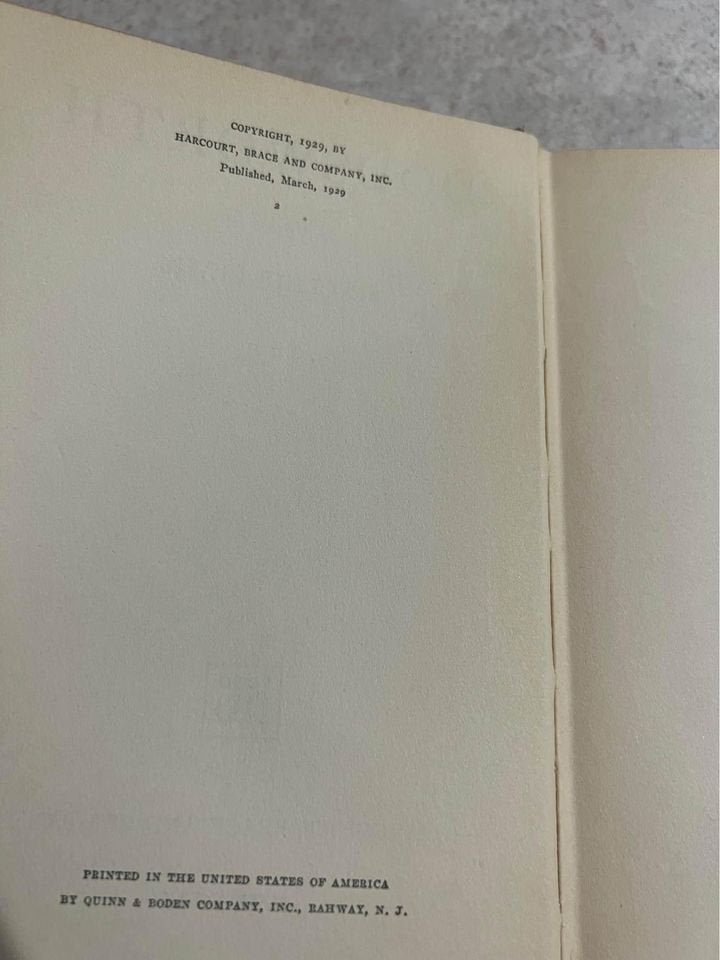 COPYRIGHT, 1929, BY
HARCOURT, BRACE AND COMPANY, INC.
Published, March, 1929
2
PRINTED IN THE UNITED STATES OF AMERICA
BY QUINN & BODEN COMPANY, INC., RAHWAY, N. J.